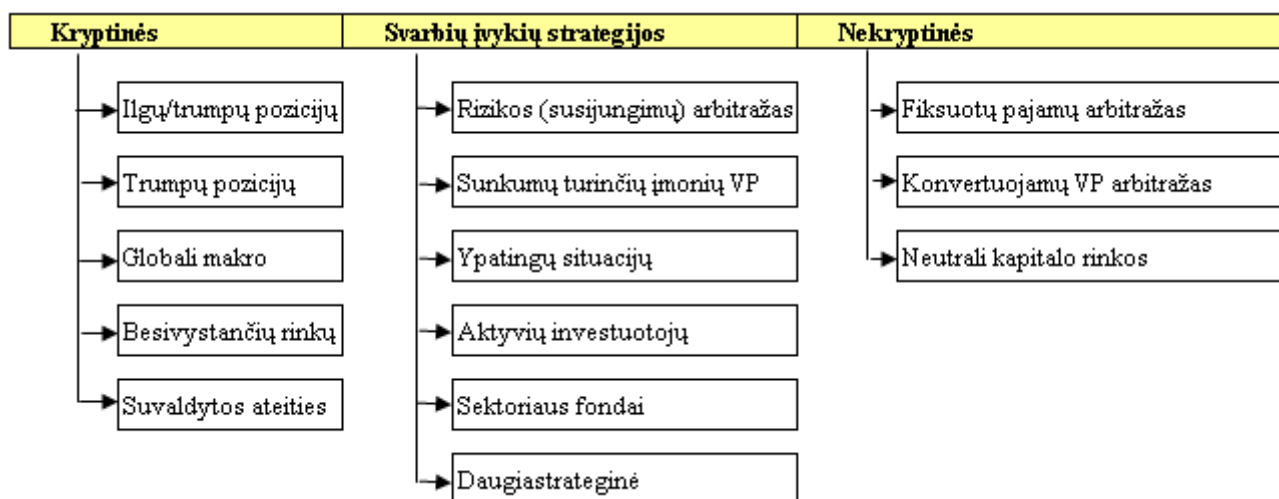 Kryptinės
Svarbių įvykių strategijos
Nekryptinės
Ilgų/trumpų pozicijų
Trumpų pozicijų
Globali makro
Besivystančių rinkų
Suvaldytos ateities
Rizikos (susijungimų) arbitražas
Sunkumų turinčių įmonių VP
Ypatingų situacijų
Aktyvių investuotojų
Sektoriaus fondai
Daugiastrateginė
Fiksuotų pajamų arbitražas
Konvertuojamų VP arbitražas
Neutrali kapitalo rinkos